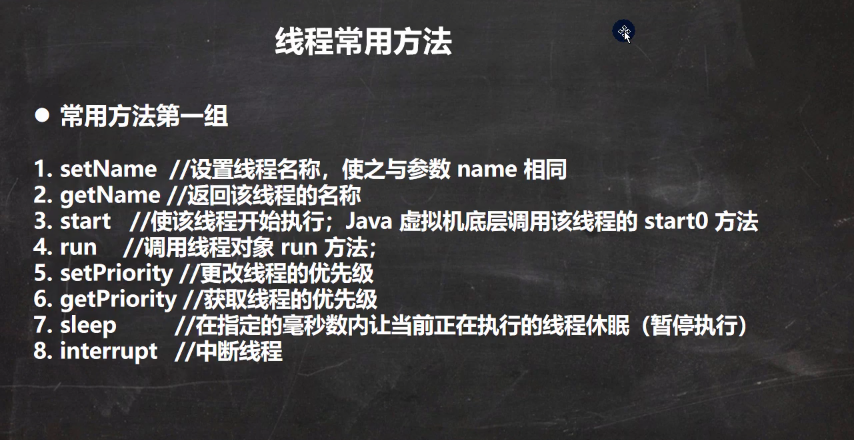 线程常用方法
● 常用方法第一组
1. setName //设置线程名称，使之与参数 name 相同
2. getName //返回该线程的名称
3. start //使该线程开始执行；Java 虚拟机底层调用该线程的 start0 方法
4. run //调用线程对象 run 方法；
5. setPriority //更改线程的优先级
6. getPriority //获取线程的优先级
7. sleep //在指定的毫秒数内让当前正在执行的线程休眠（暂停执行）
8. interrupt //中断线程